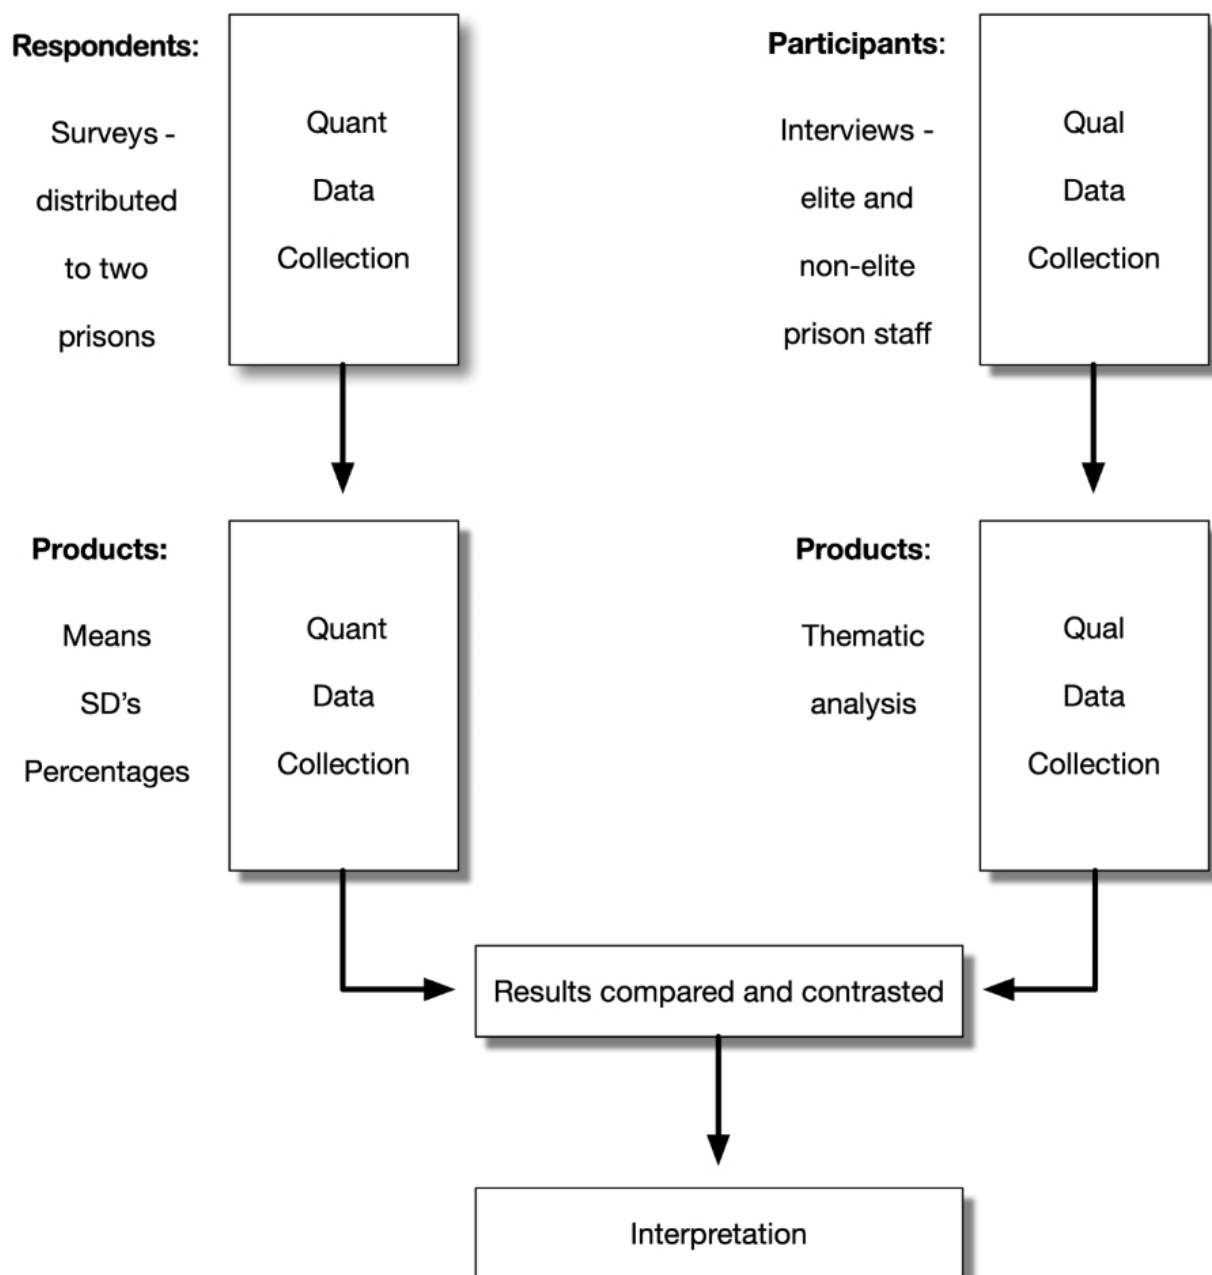 Respondents:
Surveys -
distributed
to two
prisons
Quant
Data
Collection
Participants:
Interviews -
elite and
non-elite
prison staff
Qual
Data
Collection
Products:
Means
SD's
Percentages
Quant
Data
Collection
Products:
Thematic
analysis
Qual
Data
Collection
Results compared and contrasted
Interpretation